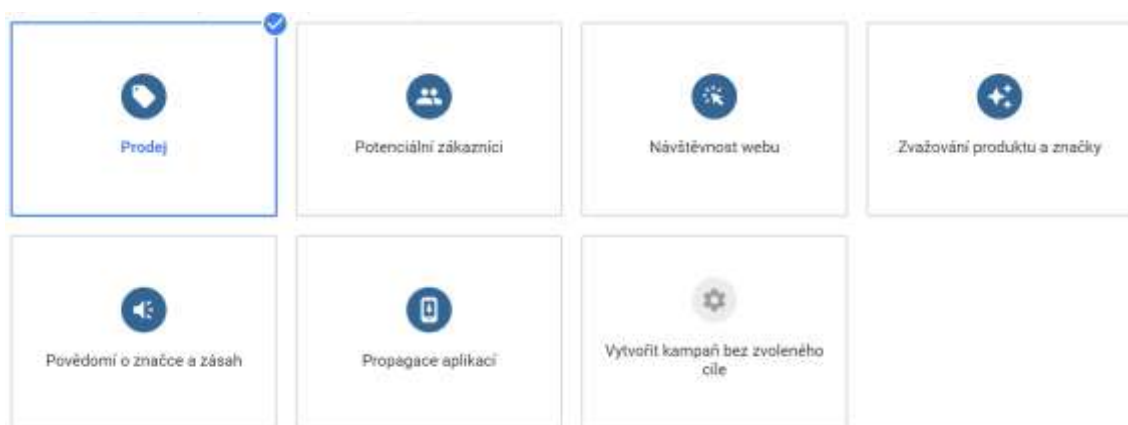 Prodej
Potenciální zákazníci
Návštěvnost webu
Zvažování produktu a značky
Povědomí o značce a zásah
Propagace aplikací
Vytvořit kampaň bez zvoleného
cíle